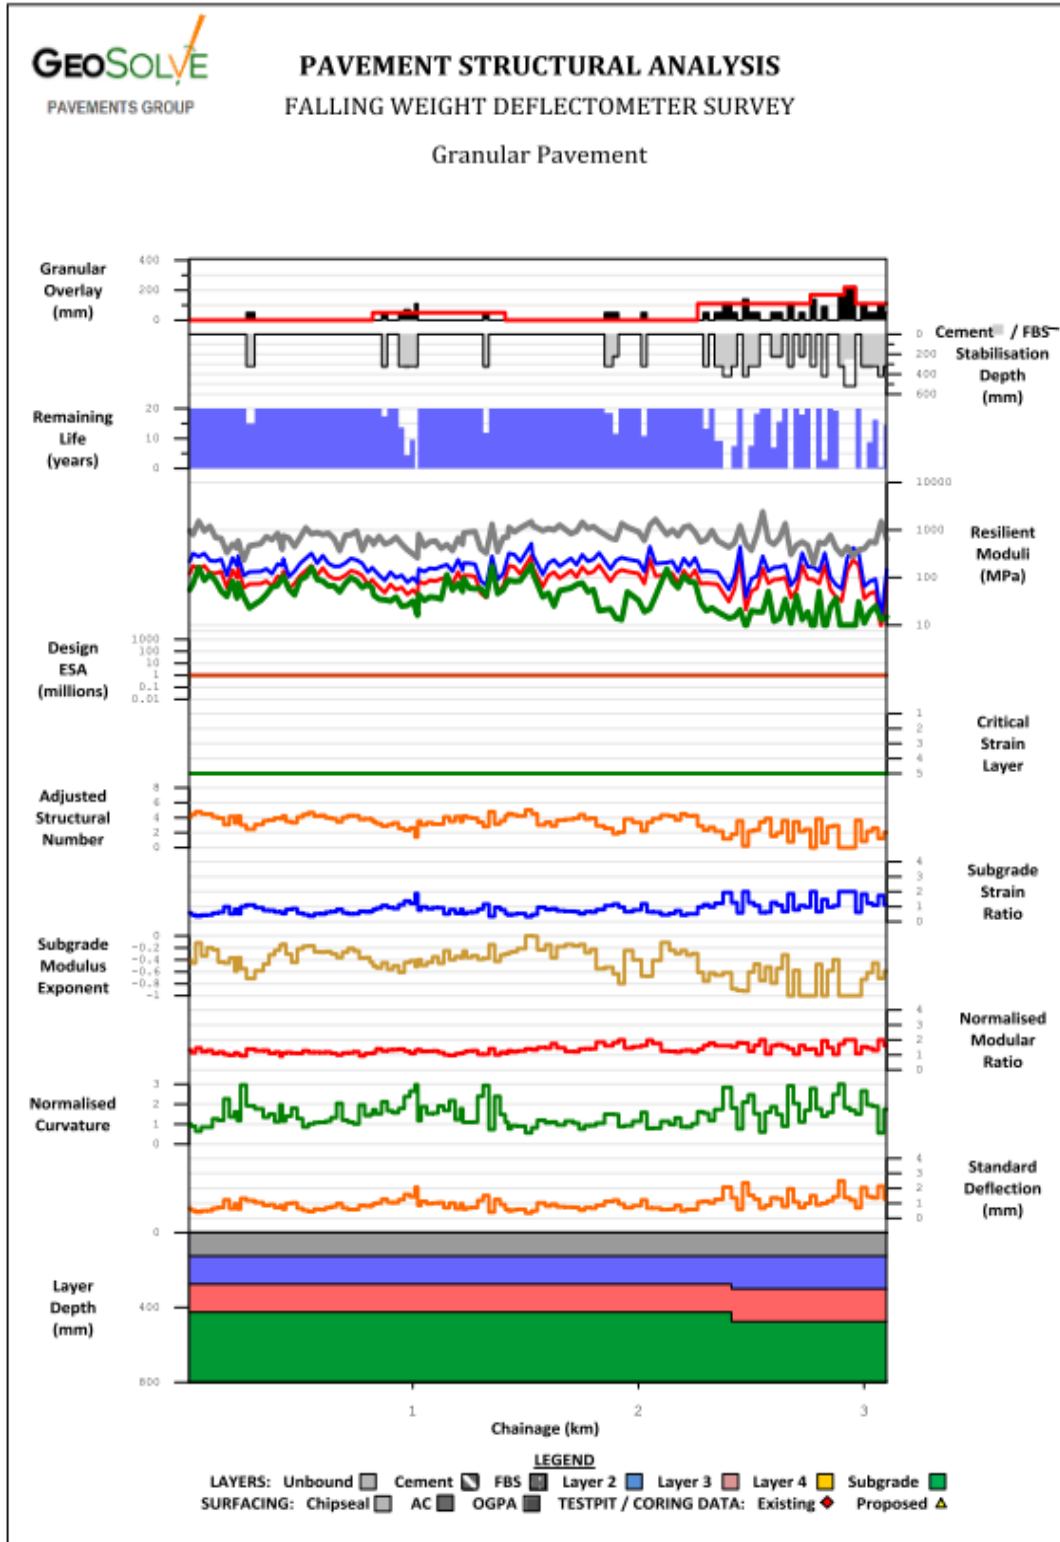 GEOSOLVE
PAVEMENTS GROUP
PAVEMENT STRUCTURAL ANALYSIS
FALLING WEIGHT DEFLECTOMETER SURVEY
Granular Pavement
Granular
Overlay
(mm)
400
200
0
Cement / FBS
Stabilisation
Depth
(mm)
0
200
400
600
Remaining
Life
(years)
20
10
0
Resilient
Moduli
(MPa)
10000
1000
100
10
Design
ESA
(millions)
1000
100
10
1
0.1
0.01
Critical
Strain
Layer
1
2
3
4
5
Adjusted
Structural
Number
8
6
4
2
0
Subgrade
Strain
Ratio
4
3
2
1
0
Subgrade
Modulus
Exponent
0
-0.2
-0.4
-0.6
-0.8
-1
Normalised
Modular
Ratio
4
3
2
1
0
Normalised
Curvature
3
2
1
0
Standard
Deflection
(mm)
4
3
2
1
0
Layer
Depth
(mm)
0
400
800
1 2 3
Chainage (km)
LEGEND
LAYERS: Unbound Cement FBS Layer 2 Layer 3 Layer 4 Subgrade
SURFACING: Chipseal AC OGPA TESTPIT / CORING DATA: Existing Proposed